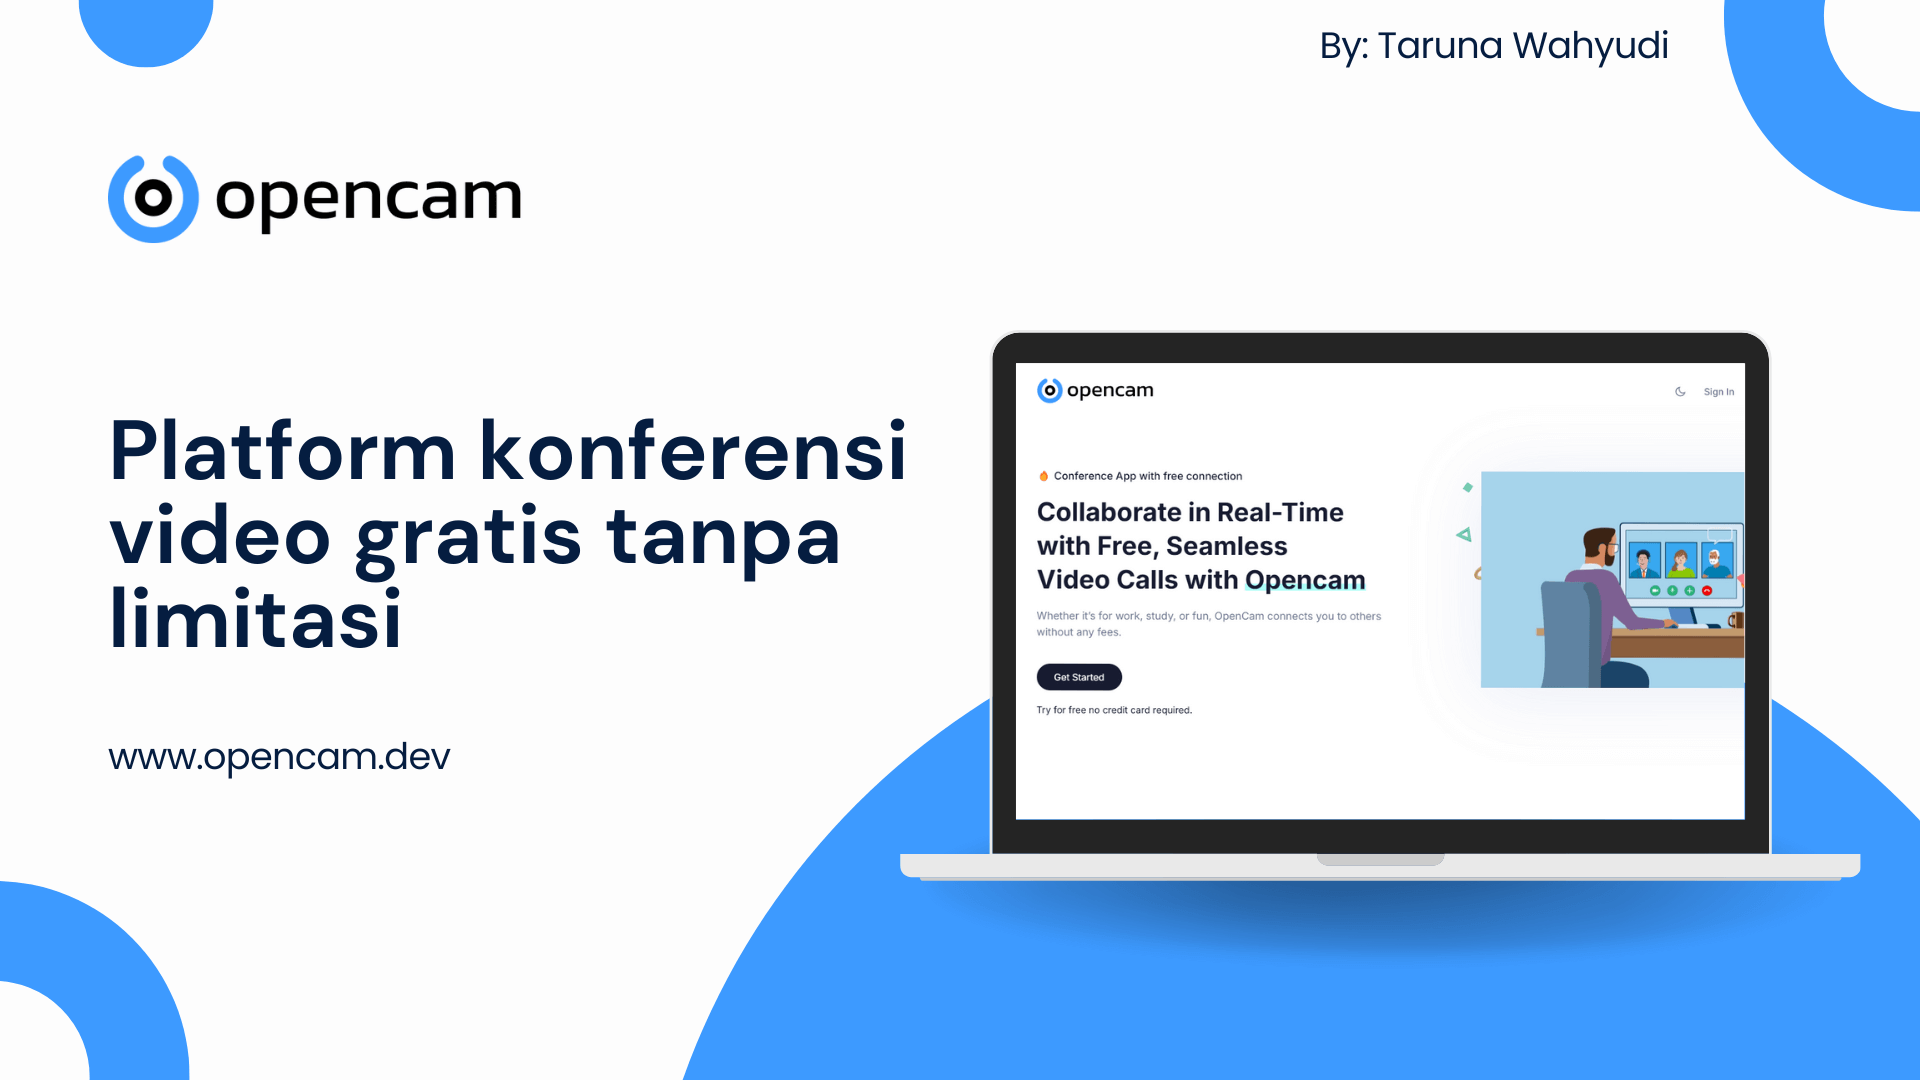 By: Taruna Wahyudi
opencam
Platform konferensi
video gratis tanpa
limitasi
www.opencam.dev
opencam
Sign In
Conference App with free connection
Collaborate in Real-Time
with Free, Seamless
Video Calls with Opencam
Whether it's for work, study, or fun, OpenCam connects you to others
without any fees.
Get Started
Try for free no credit card required.